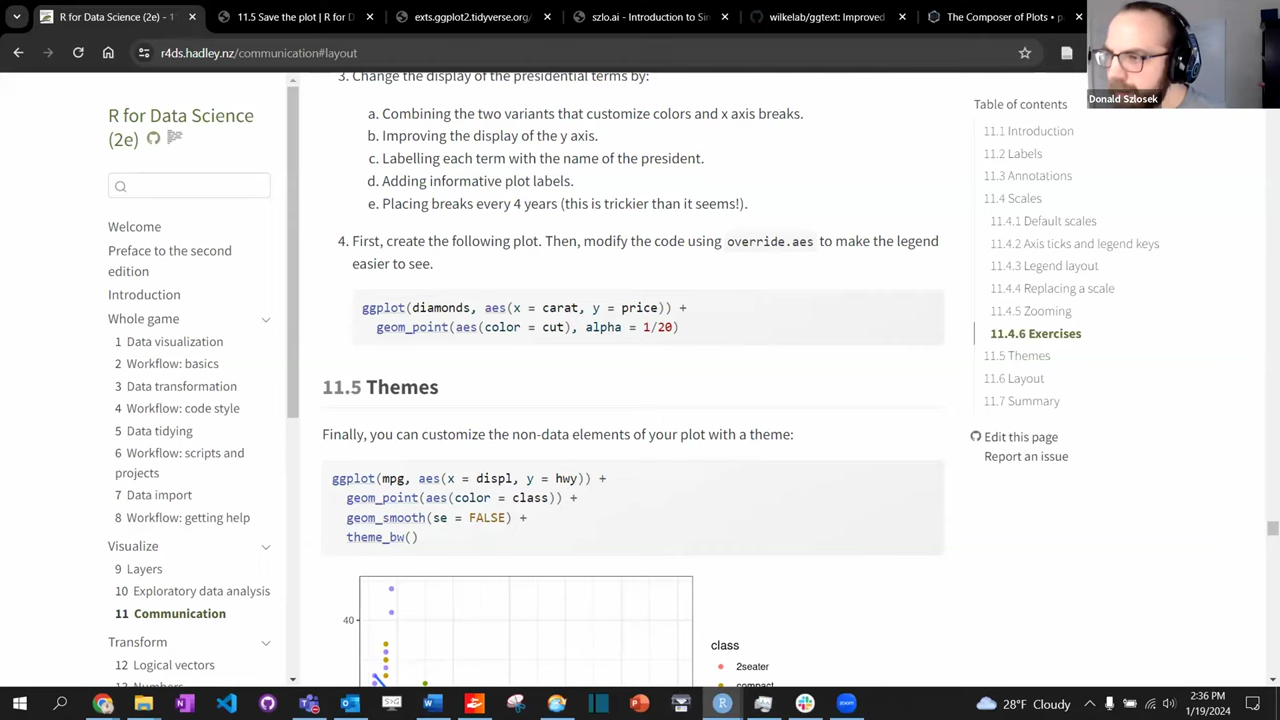 R for Data Science (2e) - 11
11.5 Save the plot | R for D
exts.ggplot2.tidyverse.org/
szlo.ai - Introduction to Sir
wilkelab/ggtext: Improved
The Composer of Plots • p
r4ds.hadley.nz/communication#layout
Donald Szlosek
R for Data Science
(2e)
Welcome
Preface to the second
edition
Introduction
Whole game
1 Data visualization
2 Workflow: basics
3 Data transformation
4 Workflow: code style
5 Data tidying
6 Workflow: scripts and
projects
7 Data import
8 Workflow: getting help
Visualize
9 Layers
10 Exploratory data analysis
11 Communication
Transform
12 Logical vectors
13 Numbers
3. Change the display of the presidential terms by:
a. Combining the two variants that customize colors and x axis breaks.
b. Improving the display of the y axis.
c. Labelling each term with the name of the president.
d. Adding informative plot labels.
e. Placing breaks every 4 years (this is trickier than it seems!).
4. First, create the following plot. Then, modify the code using override.aes to make the legend
easier to see.
ggplot(diamonds, aes(x = carat, y = price)) +
geom_point(aes(color = cut), alpha = 1/20)
11.5 Themes
Finally, you can customize the non-data elements of your plot with a theme:
ggplot(mpg, aes(x = displ, y = hwy)) +
geom_point(aes(color = class)) +
geom_smooth(se = FALSE) +
theme_bw()
40
class
2seater
compact
Table of contents
11.1 Introduction
11.2 Labels
11.3 Annotations
11.4 Scales
11.4.1 Default scales
11.4.2 Axis ticks and legend keys
11.4.3 Legend layout
11.4.4 Replacing a scale
11.4.5 Zooming
11.4.6 Exercises
11.5 Themes
11.6 Layout
11.7 Summary
Edit this page
Report an issue
28°F Cloudy
2:36 PM
1/19/2024